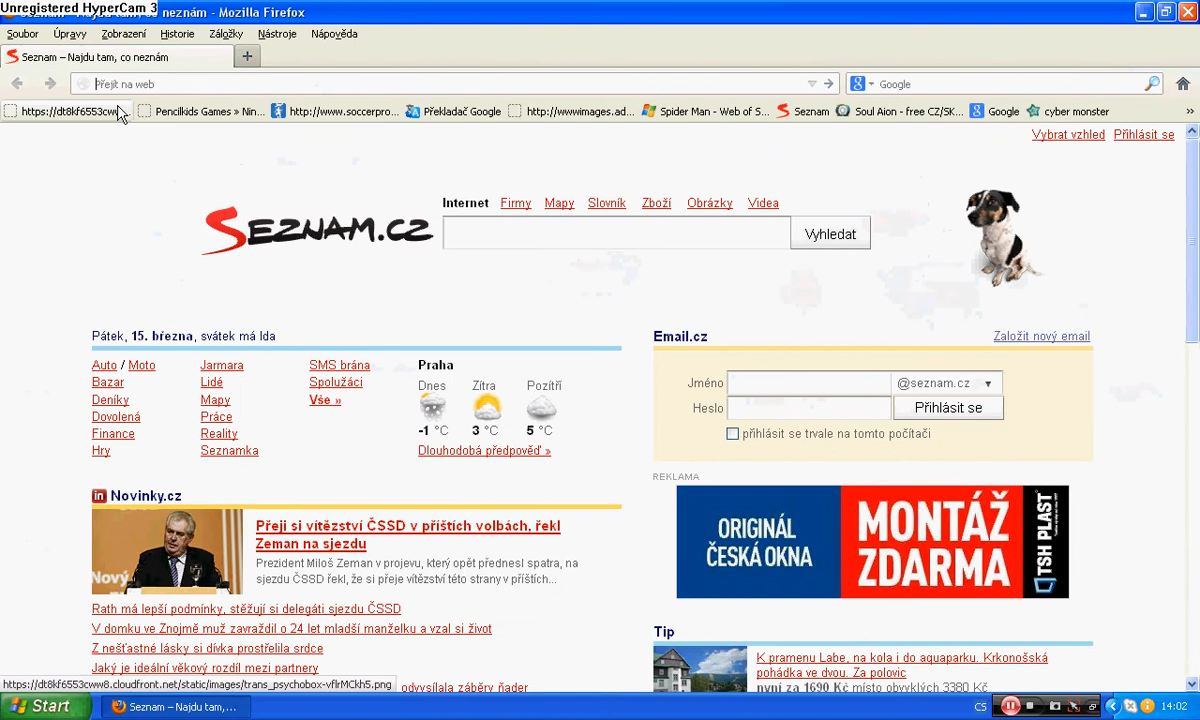 Unregistered HyperCam 3
neznám - Mozilla Firefox
Soubor Úpravy Zobrazení Historie Záložky Nástroje Nápověda
Seznam – Najdu tam, co neznám
Přejít na web
Google
https://dt8kf6553cww
Pencilkids Games » Nin...
http://www.soccerpro...
Překladač Google
http://wwwimages.ad...
Spider Man - Web of S...
Seznam
Soul Aion - free CZ/SK...
Google
cyber monster
Vybrat vzhled Přihlásit se
Internet Firmy Mapy Slovník Zboží Obrázky Videa
SEZNAM.CZ
Vyhledat
Pátek, 15. března, svátek má Ida
Auto / Moto
Bazar
Deníky
Dovolená
Finance
Hry
Jarmara
Lidé
Mapy
Práce
Reality
Seznamka
SMS brána
Spolužáci
Vše »
Praha
Dnes Zítra Pozítří
-1 °C 3 °C 5 °C
Dlouhodobá předpověď »
Email.cz
Založit nový email
Jméno
@seznam.cz
Heslo
Přihlásit se
přihlásit se trvale na tomto počítači
REKLAMA
ORIGINÁL
ČESKÁ OKNA
MONTÁŽ
ZDARMA
TSH PLAST
in Novinky.cz
Přeji si vítězství ČSSD v příštích volbách, řekl
Zeman na sjezdu
Prezident Miloš Zeman v projevu, který opět přednesl spatra, na
sjezdu ČSSD řekl, že si přeje vítězství této strany v příštích...
Rath má lepší podmínky, stěžují si delegáti sjezdu ČSSD
V domku ve Znojmě muž zavraždil o 24 let mladší manželku a vzal si život
Z nešťastné lásky si dívka prostřelila srdce
Jaký je ideální věkový rozdíl mezi partnery
odvysílala záběry ňader
Tip
K pramenu Labe, na kola i do aquaparku. Krkonošská
pohádka ve dvou. Za polovic
nyní za 1690 Kč místo obvyklých 3380 Kč
https://dt8kf6553cww8.cloudfront.net/static/images/trans_psychobox-vflrMCkh5.png
Start
Seznam – Najdu tam,...
CS
14:02